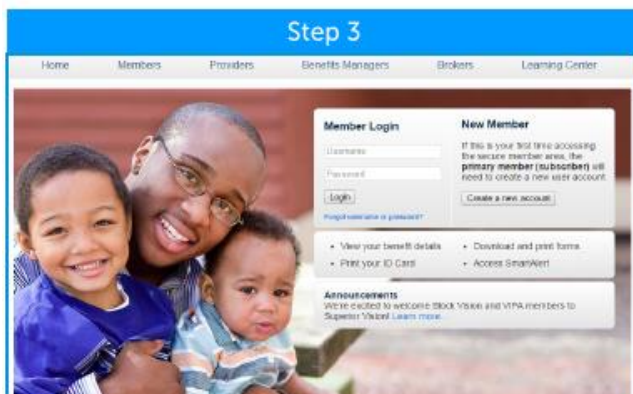 Step 3
Home Members Providers Benefits Managers Brokers Learning Center
Member Login
Username
Password
Login
Forgot username or password?
New Member
If this is your first time accessing
the secure member area, the
primary member (subscriber) will
need to create a new user account
Create a new account
• View your benefit details
• Print your ID Card
• Download and print forms
• Access SmartAlert
Announcements
We're excited to welcome Block Vision and VIPA members to
Superior Vision! Learn more.